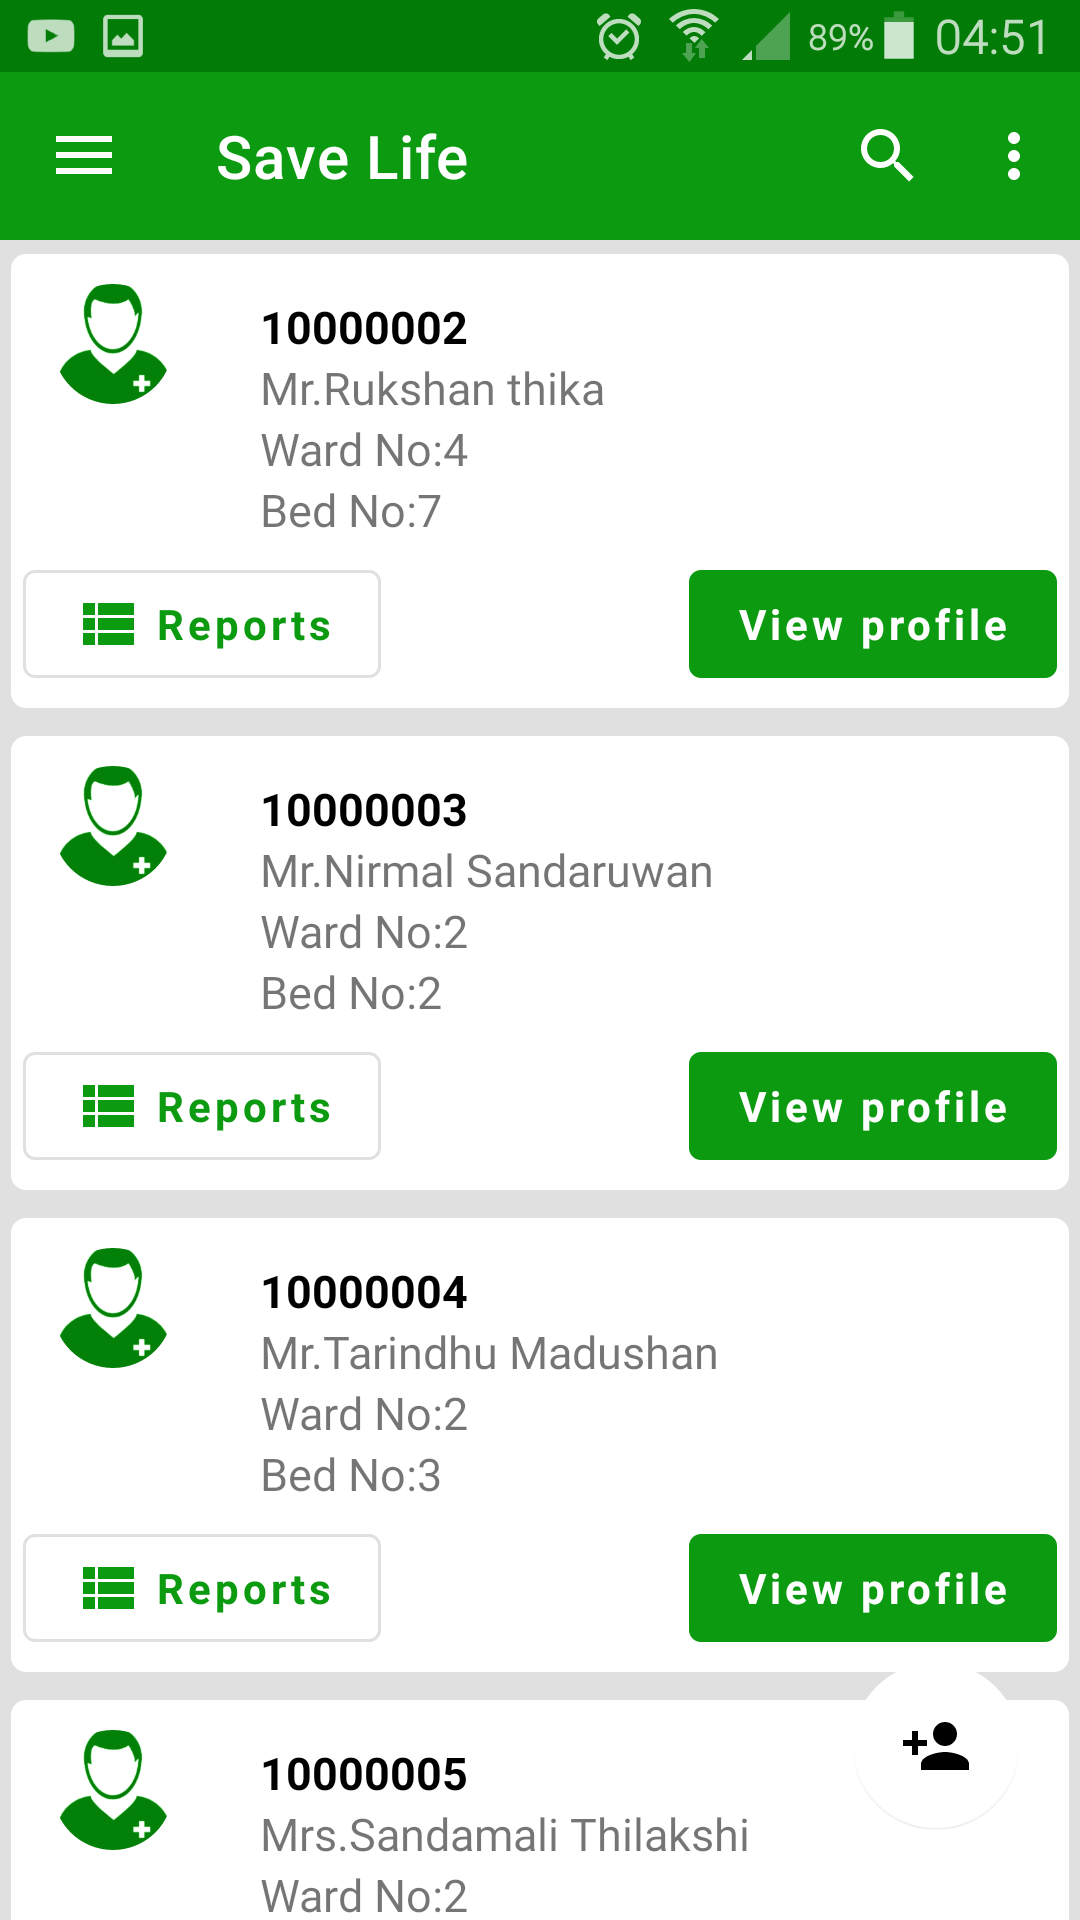 89% 04:51
Save Life
10000002
Mr.Rukshan thika
Ward No:4
Bed No:7
Reports View profile
10000003
Mr.Nirmal Sandaruwan
Ward No:2
Bed No:2
Reports View profile
10000004
Mr.Tarindhu Madushan
Ward No:2
Bed No:3
Reports View profile
10000005
Mrs.Sandamali Thilakshi
Ward No:2